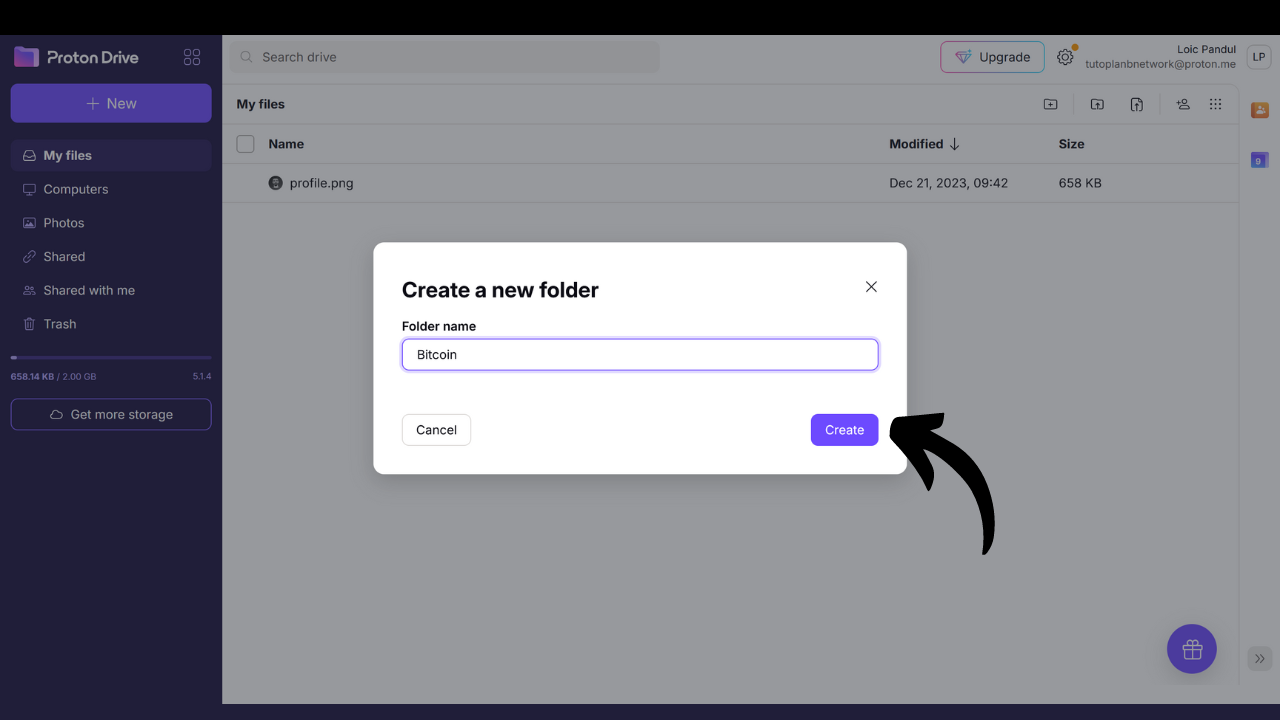 Proton Drive
Search drive
Upgrade
Loic Pandul
tutoplanbnetwork@proton.me
LP
New
My files
Computers
Photos
Shared
Shared with me
Trash
658.14 KB / 2.00 GB
5.1.4
Get more storage
My files
Name
Modified
Size
profile.png
Dec 21, 2023, 09:42
658 KB
9
Create a new folder
Folder name
Bitcoin
Cancel
Create